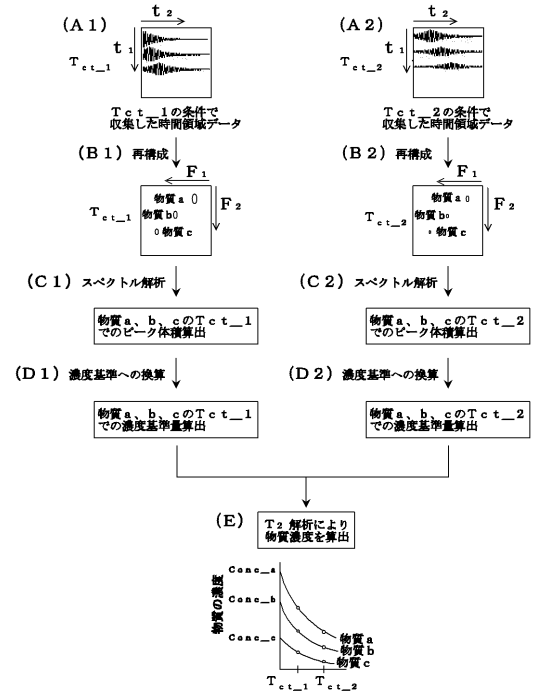 (A1)
t₂
t₁
Tct_1
Tct_1の条件で
収集した時間領域データ
(A2)
t₂
t₁
Tct_2
Tct_2の条件で
収集した時間領域データ
(B1) 再構成
F₁
F₂
Tct_1
物質a
物質b
物質c
(B2) 再構成
F₁
F₂
Tct_2
物質a
物質b
物質c
(C1) スペクトル解析
物質a、b、cのTct_1
でのピーク体積算出
(C2) スペクトル解析
物質a、b、cのTct_2
でのピーク体積算出
(D1) 濃度基準への換算
物質a、b、cのTct_1
での濃度基準量算出
(D2) 濃度基準への換算
物質a、b、cのTct_2
での濃度基準量算出
(E)
T₂解析により
物質濃度を算出
物質の濃度
Conc_a
Conc_b
Conc_c
物質a
物質b
物質c
Tct_1
Tct_2